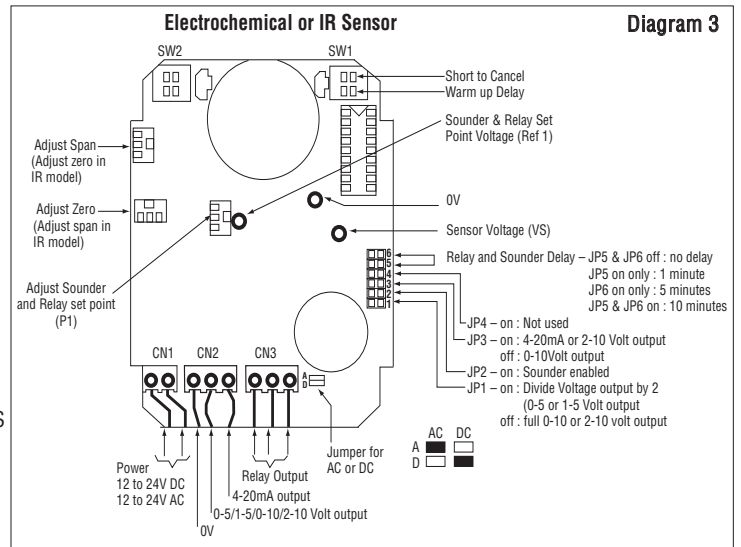 Electrochemical or IR Sensor
Diagram 3
SW2
SW1
Short to Cancel
Warm up Delay
Sounder & Relay Set
Point Voltage (Ref 1)
Adjust Span
(Adjust zero in
IR model)
0V
Adjust Zero
(Adjust span in
IR model)
Sensor Voltage (VS)
6
5
4
3
2
1
Relay and Sounder Delay – JP5 & JP6 off : no delay
JP5 on only : 1 minute
JP6 on only : 5 minutes
JP5 & JP6 on : 10 minutes
Adjust Sounder
and Relay set point
(P1)
JP4 – on : Not used
JP3 – on : 4-20mA or 2-10 Volt output
off : 0-10Volt output
JP2 – on : Sounder enabled
JP1 – on : Divide Voltage output by 2
(0-5 or 1-5 Volt output
off : full 0-10 or 2-10 volt output
CN1
CN2
CN3
A
D
AC DC
A
D
Jumper for
AC or DC
Power
12 to 24V DC
12 to 24V AC
Relay Output
4-20mA output
0-5/1-5/0-10/2-10 Volt output
0V
S